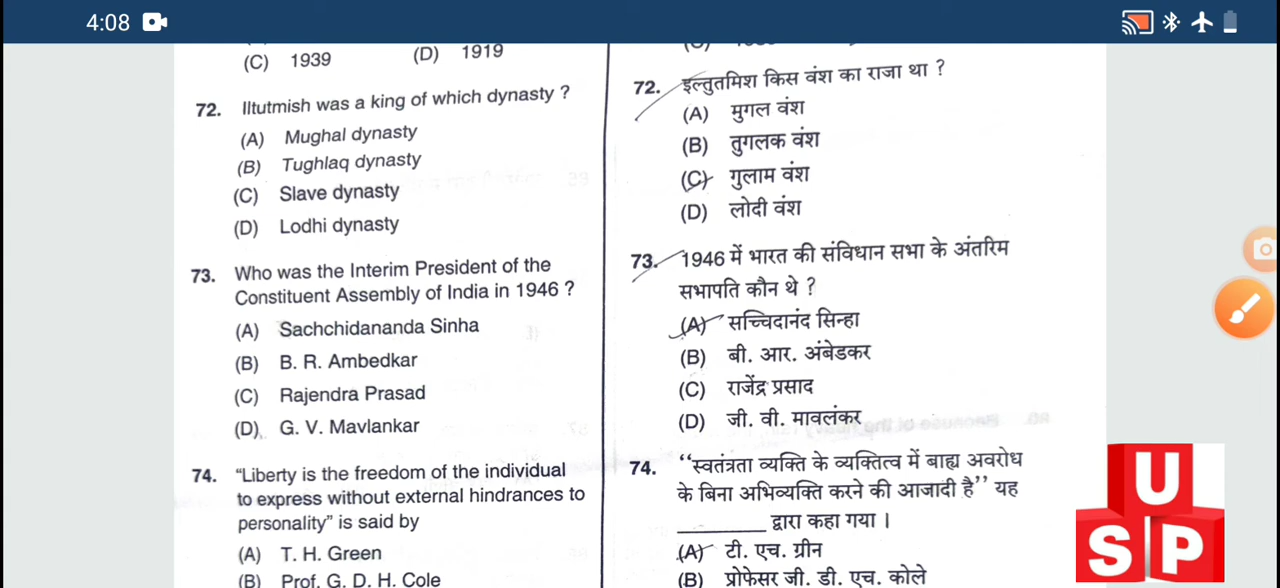 4:08
(C) 1939 (D) 1919
72. Iltutmish was a king of which dynasty ?
(A) Mughal dynasty
(B) Tughlaq dynasty
(C) Slave dynasty
(D) Lodhi dynasty
73. Who was the Interim President of the
Constituent Assembly of India in 1946 ?
(A) Sachchidananda Sinha
(B) B. R. Ambedkar
(C) Rajendra Prasad
(D) G. V. Mavlankar
74. “Liberty is the freedom of the individual
to express without external hindrances to
personality” is said by
(A) T. H. Green
(B) Prof. G. D. H. Cole
72. इल्तुतमिश किस वंश का राजा था ?
(A) मुगल वंश
(B) तुगलक वंश
(C) गुलाम वंश
(D) लोदी वंश
73. 1946 में भारत की संविधान सभा के अंतरिम
सभापति कौन थे ?
(A) सच्चिदानंद सिन्हा
(B) बी. आर. अंबेडकर
(C) राजेंद्र प्रसाद
(D) जी. वी. मावलंकर
74. “स्वतंत्रता व्यक्ति के व्यक्तित्व में बाह्य अवरोध
के बिना अभिव्यक्ति करने की आजादी है” यह
________ द्वारा कहा गया ।
(A) टी. एच. ग्रीन
(B) प्रोफेसर जी. डी. एच. कोले
U
S P